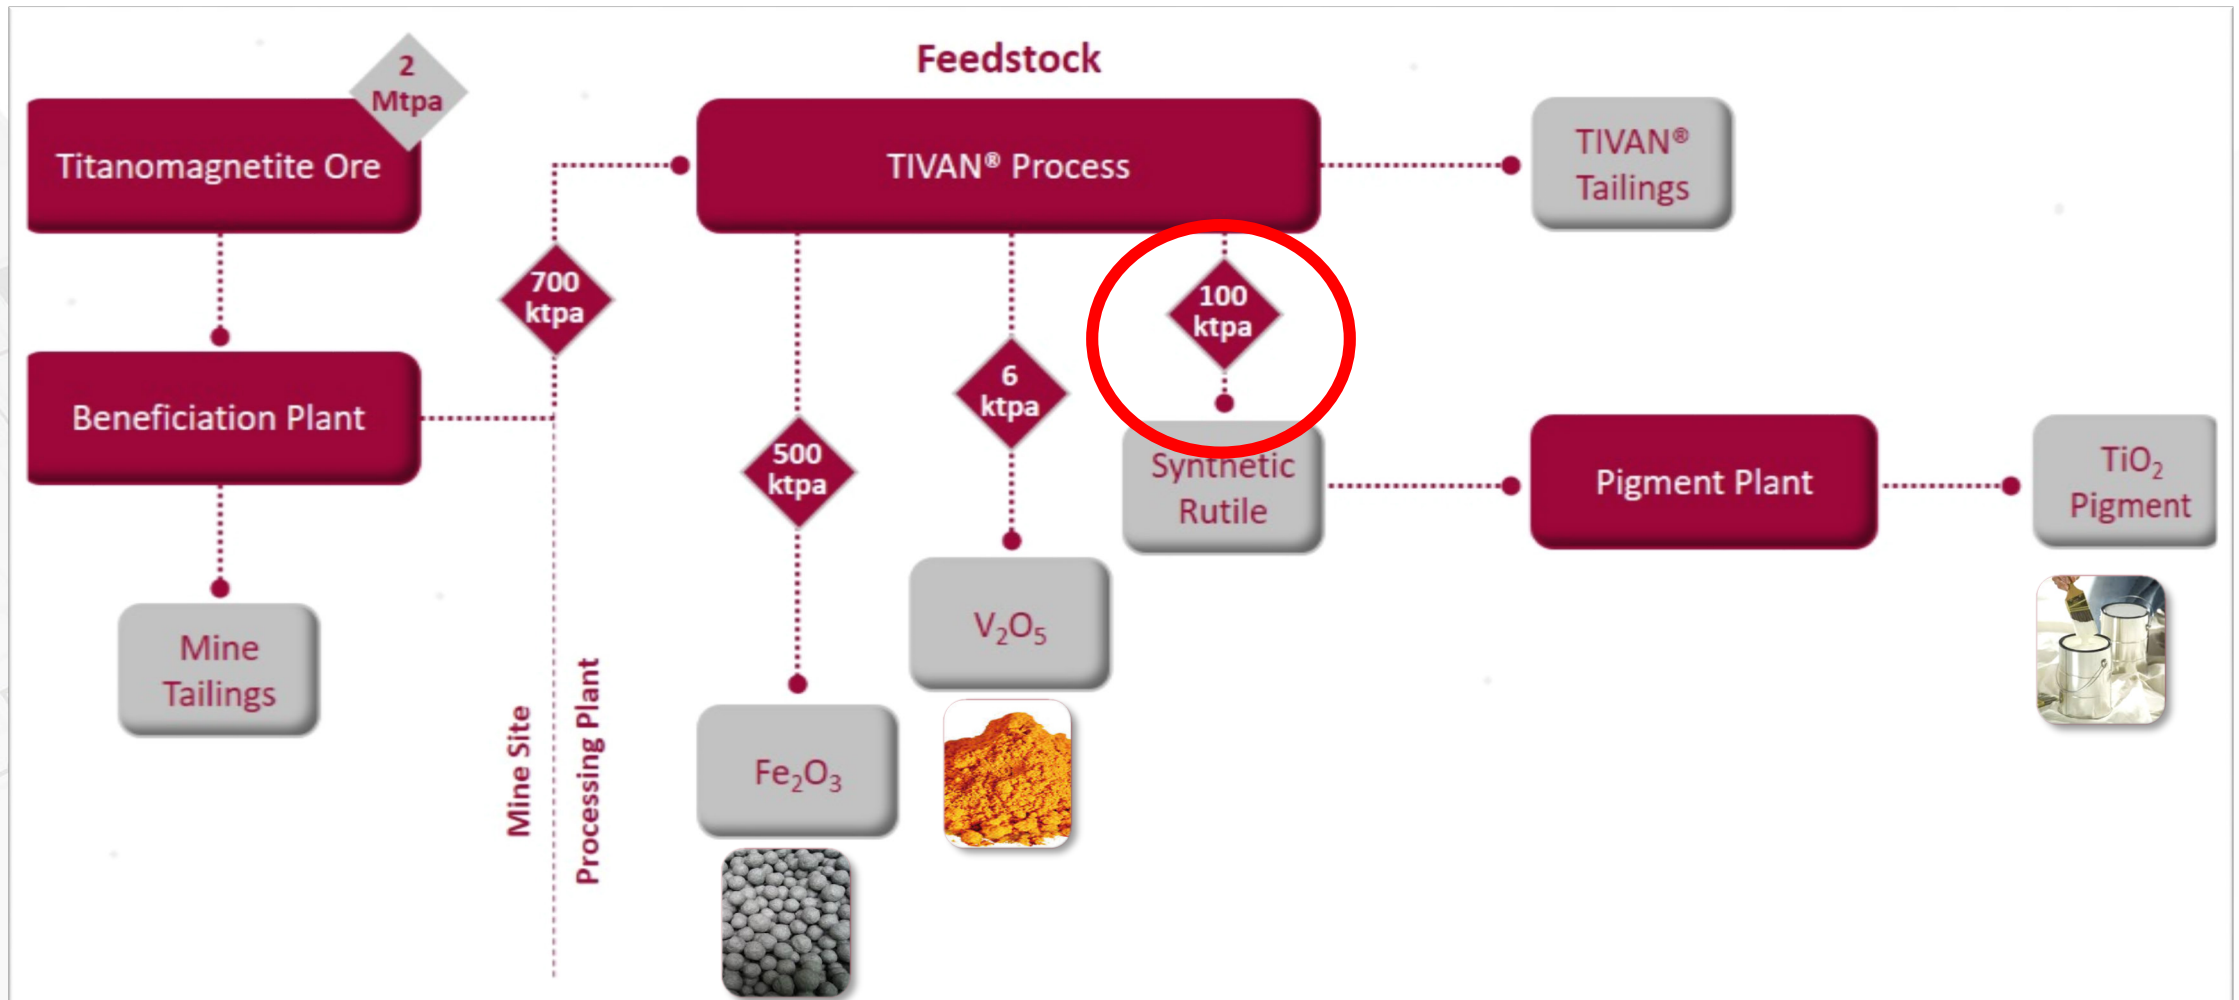 Feedstock
2
Mtpa
Titanomagnetite Ore
TIVAN® Process
TIVAN®
Tailings
700
ktpa
100
ktpa
Beneficiation Plant
6
ktpa
500
ktpa
Synthetic
Rutile
Pigment Plant
TiO₂
Pigment
Mine
Tailings
V₂O₅
Fe₂O₃
Mine Site
Processing Plant